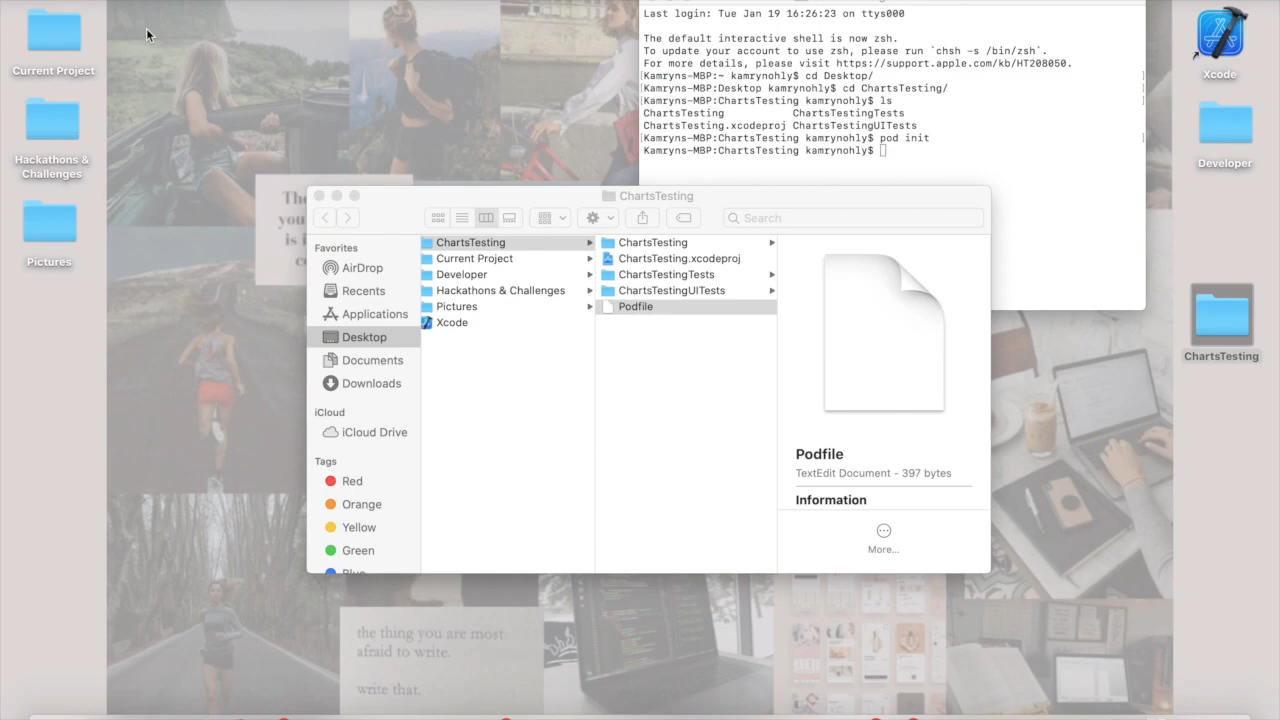 Last login: Tue Jan 19 16:26:23 on ttys000
The default interactive shell is now zsh.
To update your account to use zsh, please run `chsh -s /bin/zsh`.
For more details, please visit https://support.apple.com/kb/HT208050.
[Kamryns-MBP:~ kamrynohly$ cd Desktop/ ]
[Kamryns-MBP:Desktop kamrynohly$ cd ChartsTesting/ ]
[Kamryns-MBP:ChartsTesting kamrynohly$ ls ]
ChartsTesting ChartsTestingTests
ChartsTesting.xcodeproj ChartsTestingUITests
[Kamryns-MBP:ChartsTesting kamrynohly$ pod init ]
Kamryns-MBP:ChartsTesting kamrynohly$
Current Project
Hackathons &
Challenges
Pictures
Xcode
Developer
ChartsTesting
ChartsTesting
Search
Favorites
AirDrop
Recents
Applications
Desktop
Documents
Downloads
iCloud
iCloud Drive
Tags
Red
Orange
Yellow
Green
Blue
ChartsTesting
Current Project
Developer
Hackathons & Challenges
Pictures
Xcode
ChartsTesting
ChartsTesting.xcodeproj
ChartsTestingTests
ChartsTestingUITests
Podfile
Podfile
TextEdit Document - 397 bytes
Information
More...
the thing you are most
afraid to write.
write that.